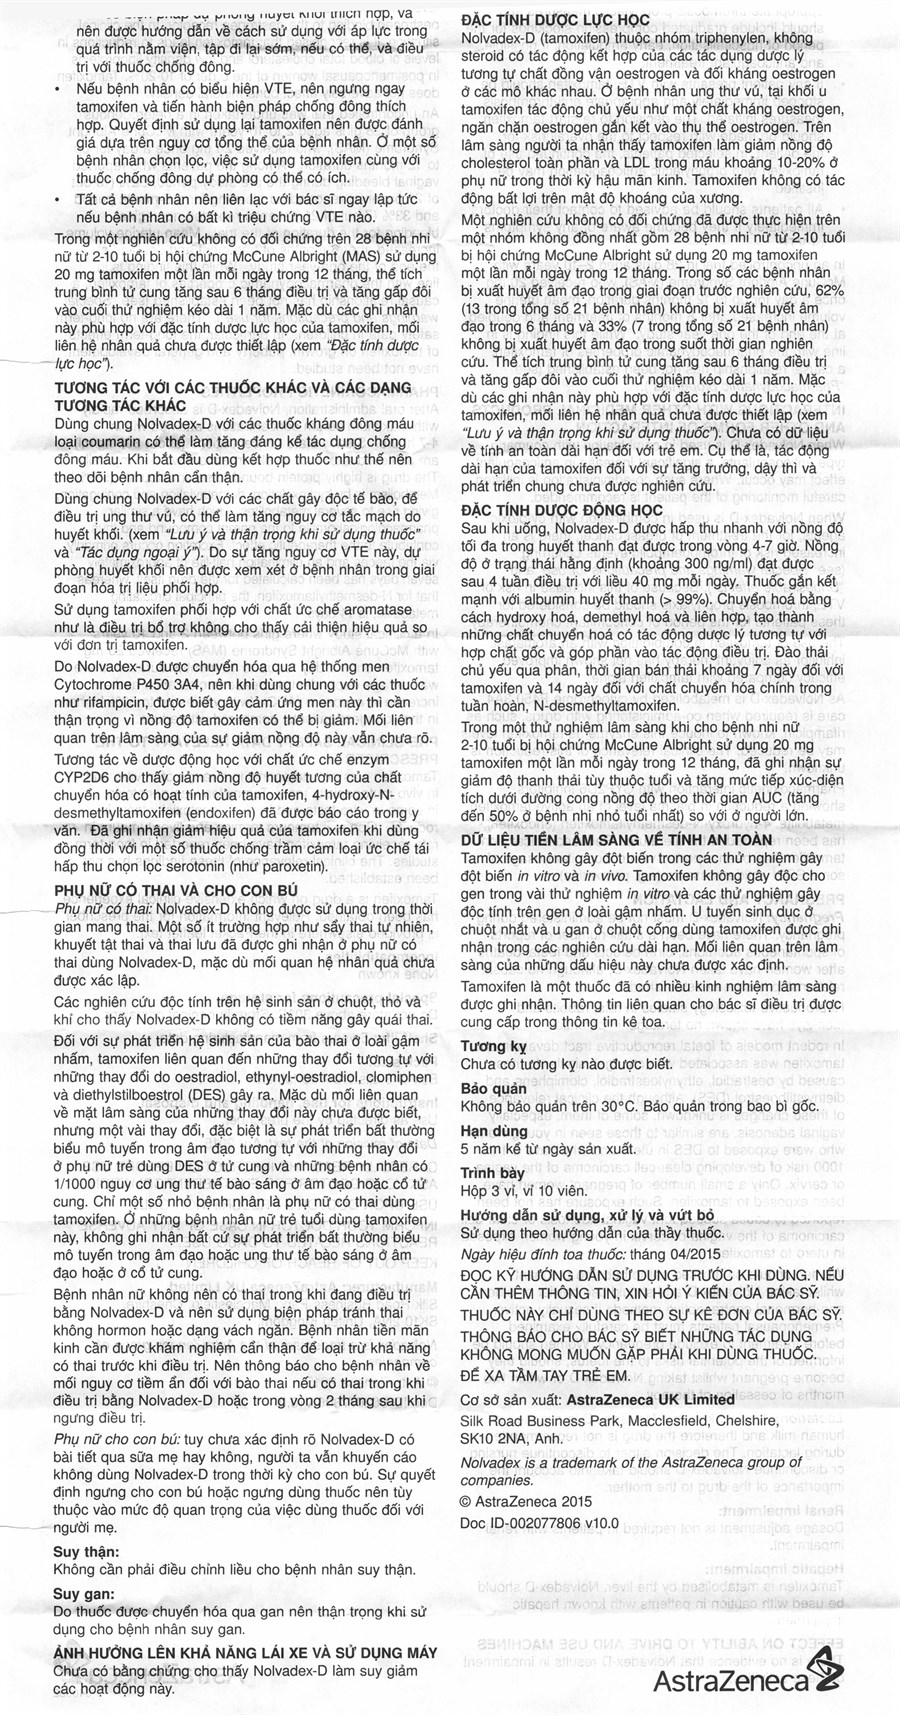 dự phòng huyết khối thích hợp, và
nên được hướng dẫn về cách sử dụng vớ áp lực trong
quá trình nằm viện, tập đi lại sớm, nếu có thể, và điều
trị với thuốc chống đông.
• Nếu bệnh nhân có biểu hiện VTE, nên ngưng ngay
tamoxifen và tiến hành biện pháp chống đông thích
hợp. Quyết định sử dụng lại tamoxifen nên được đánh
giá dựa trên nguy cơ tổng thể của bệnh nhân. Ở một số
bệnh nhân chọn lọc, việc sử dụng tamoxifen cùng với
thuốc chống đông dự phòng có thể có ích.
• Tất cả bệnh nhân nên liên lạc với bác sĩ ngay lập tức
nếu bệnh nhân có bất kì triệu chứng VTE nào.
Trong một nghiên cứu không có đối chứng trên 28 bệnh nhi
nữ từ 2-10 tuổi bị hội chứng McCune Albright (MAS) sử dụng
20 mg tamoxifen một lần mỗi ngày trong 12 tháng, thể tích
trung bình tử cung tăng sau 6 tháng điều trị và tăng gấp đôi
vào cuối thử nghiệm kéo dài 1 năm. Mặc dù các ghi nhận
này phù hợp với đặc tính dược lực học của tamoxifen, mối
liên hệ nhân quả chưa được thiết lập (xem “Đặc tính dược
lực học”).
TƯƠNG TÁC VỚI CÁC THUỐC KHÁC VÀ CÁC DẠNG
TƯƠNG TÁC KHÁC
Dùng chung Nolvadex-D với các thuốc kháng đông máu
loại coumarin có thể làm tăng đáng kể tác dụng chống
đông máu. Khi bắt đầu dùng kết hợp thuốc như thế nên
theo dõi bệnh nhân cẩn thận.
Dùng chung Nolvadex-D với các chất gây độc tế bào để
điều trị ung thư vú, có thể làm tăng nguy cơ tắc mạch do
huyết khối. (xem “Lưu ý và thận trọng khi sử dụng thuốc”
và “Tác dụng ngoại ý”). Do sự tăng nguy cơ VTE này, dự
phòng huyết khối nên được xem xét ở bệnh nhân trong giai
đoạn hóa trị liệu phối hợp.
Sử dụng tamoxifen phối hợp với chất ức chế aromatase
như là điều trị bổ trợ không cho thấy cải thiện hiệu quả so
với đơn trị tamoxifen.
Do Nolvadex-D được chuyển hóa qua hệ thống men
Cytochrome P450 3A4, nên khi dùng chung với các thuốc
như rifampicin, được biết gây cảm ứng men này thì cần
thận trọng vì nồng độ tamoxifen có thể bị giảm. Mối liên
quan trên lâm sàng của sự giảm nồng độ này vẫn chưa rõ.
Tương tác về dược động học với chất ức chế enzym
CYP2D6 cho thấy giảm nồng độ huyết tương của chất
chuyển hóa có hoạt tính của tamoxifen, 4-hydroxy-N-
desmethyltamoxifen (endoxifen) đã được báo cáo trong y
văn. Đã ghi nhận giảm hiệu quả của tamoxifen khi dùng
đồng thời với một số thuốc chống trầm cảm loại ức chế tái
hấp thu chọn lọc serotonin (như paroxetin).
PHỤ NỮ CÓ THAI VÀ CHO CON BÚ
Phụ nữ có thai: Nolvadex-D không được sử dụng trong thời
gian mang thai. Một số ít trường hợp như sẩy thai tự nhiên,
khuyết tật thai và thai lưu đã được ghi nhận ở phụ nữ có
thai dùng Nolvadex-D, mặc dù mối quan hệ nhân quả chưa
được xác lập.
Các nghiên cứu độc tính trên hệ sinh sản ở chuột, thỏ và
khỉ cho thấy Nolvadex-D không có tiềm năng gây quái thai.
Đối với sự phát triển hệ sinh sản của bào thai ở loài gậm
nhấm, tamoxifen liên quan đến những thay đổi tương tự với
những thay đổi do oestradiol, ethynyl-oestradiol, clomiphen
và diethylstilboestrol (DES) gây ra. Mặc dù mối liên quan
về mặt lâm sàng của những thay đổi này chưa được biết,
nhưng một vài thay đổi, đặc biệt là sự phát triển bất thường
biểu mô tuyến trong âm đạo tương tự với những thay đổi
ở phụ nữ trẻ dùng DES ở tử cung và những bệnh nhân có
1/1000 nguy cơ ung thư tế bào sáng ở âm đạo hoặc cổ tử
cung. Chỉ một số nhỏ bệnh nhân là phụ nữ có thai dùng
tamoxifen. Ở những bệnh nhân nữ trẻ tuổi dùng tamoxifen
này, không ghi nhận bất cứ sự phát triển bất thường biểu
mô tuyến trong âm đạo hoặc ung thư tế bào sáng ở âm
đạo hoặc ở cổ tử cung.
Bệnh nhân nữ không nên có thai trong khi đang điều trị
bằng Nolvadex-D và nên sử dụng biện pháp tránh thai
không hormon hoặc dạng vách ngăn. Bệnh nhân tiền mãn
kinh cần được khám nghiệm cẩn thận để loại trừ khả năng
có thai trước khi điều trị. Nên thông báo cho bệnh nhân về
mối nguy cơ tiềm ẩn đối với bào thai nếu có thai trong khi
điều trị bằng Nolvadex-D hoặc trong vòng 2 tháng sau khi
ngưng điều trị.
Phụ nữ cho con bú: tuy chưa xác định rõ Nolvadex-D có
bài tiết qua sữa mẹ hay không, người ta vẫn khuyến cáo
không dùng Nolvadex-D trong thời kỳ cho con bú. Sự quyết
định ngưng cho con bú hoặc ngưng dùng thuốc nên tùy
thuộc vào mức độ quan trọng của việc dùng thuốc đối với
người mẹ.
Suy thận:
Không cần phải điều chỉnh liều cho bệnh nhân suy thận.
Suy gan:
Do thuốc được chuyển hóa qua gan nên thận trọng khi sử
dụng cho bệnh nhân suy gan.
ẢNH HƯỞNG LÊN KHẢ NĂNG LÁI XE VÀ SỬ DỤNG MÁY
Chưa có bằng chứng cho thấy Nolvadex-D làm suy giảm
các hoạt động này.
ĐẶC TÍNH DƯỢC LỰC HỌC
Nolvadex-D (tamoxifen) thuộc nhóm triphenylen, không
steroid có tác động kết hợp của các tác dụng dược lý
tương tự chất đồng vận oestrogen và đối kháng oestrogen
ở các mô khác nhau. Ở bệnh nhân ung thư vú, tại khối u
tamoxifen tác động chủ yếu như một chất kháng oestrogen,
ngăn chặn oestrogen gắn kết vào thụ thể oestrogen. Trên
lâm sàng người ta nhận thấy tamoxifen làm giảm nồng độ
cholesterol toàn phần và LDL trong máu khoảng 10-20% ở
phụ nữ trong thời kỳ hậu mãn kinh. Tamoxifen không có tác
động bất lợi trên mật độ khoáng của xương.
Một nghiên cứu không có đối chứng đã được thực hiện trên
một nhóm không đồng nhất gồm 28 bệnh nhi nữ từ 2-10 tuổi
bị hội chứng McCune Albright sử dụng 20 mg tamoxifen
một lần mỗi ngày trong 12 tháng. Trong số các bệnh nhân
bị xuất huyết âm đạo trong giai đoạn trước nghiên cứu, 62%
(13 trong tổng số 21 bệnh nhân) không bị xuất huyết âm
đạo trong 6 tháng và 33% (7 trong tổng số 21 bệnh nhân)
không bị xuất huyết âm đạo trong suốt thời gian nghiên
cứu. Thể tích trung bình tử cung tăng sau 6 tháng điều trị
và tăng gấp đôi vào cuối thử nghiệm kéo dài 1 năm. Mặc
dù các ghi nhận này phù hợp với đặc tính dược lực học của
tamoxifen, mối liên hệ nhân quả chưa được thiết lập (xem
“Lưu ý và thận trọng khi sử dụng thuốc”). Chưa có dữ liệu
về tính an toàn dài hạn đối với trẻ em. Cụ thể là, tác động
dài hạn của tamoxifen đối với sự tăng trưởng, dậy thì và
phát triển chung chưa được nghiên cứu.
ĐẶC TÍNH DƯỢC ĐỘNG HỌC
Sau khi uống, Nolvadex-D được hấp thu nhanh với nồng độ
tối đa trong huyết thanh đạt được trong vòng 4-7 giờ. Nồng
độ ở trạng thái hằng định (khoảng 300 ng/ml) đạt được
sau 4 tuần điều trị với liều 40 mg mỗi ngày. Thuốc gắn kết
mạnh với albumin huyết thanh (> 99%). Chuyển hoá bằng
cách hydroxy hoá, demethyl hoá và liên hợp, tạo thành
những chất chuyển hoá có tác động dược lý tương tự với
hợp chất gốc và góp phần vào tác động điều trị. Đào thải
chủ yếu qua phân, thời gian bán thải khoảng 7 ngày đối với
tamoxifen và 14 ngày đối với chất chuyển hóa chính trong
tuần hoàn, N-desmethyltamoxifen.
Trong một thử nghiệm lâm sàng khi cho bệnh nhi nữ
2-10 tuổi bị hội chứng McCune Albright sử dụng 20 mg
tamoxifen một lần mỗi ngày trong 12 tháng, đã ghi nhận sự
giảm độ thanh thải tùy thuộc tuổi và tăng mức tiếp xúc-diện
tích dưới đường cong nồng độ theo thời gian AUC (tăng
đến 50% ở bệnh nhi nhỏ tuổi nhất) so với ở người lớn.
DỮ LIỆU TIỀN LÂM SÀNG VỀ TÍNH AN TOÀN
Tamoxifen không gây đột biến trong các thử nghiệm gây
đột biến in vitro và in vivo. Tamoxifen không gây độc cho
gen trong vài thử nghiệm in vitro và các thử nghiệm gây
độc tính trên gen ở loài gậm nhấm. U tuyến sinh dục ở
chuột nhắt và u gan ở chuột cống dùng tamoxifen được ghi
nhận trong các nghiên cứu dài hạn. Mối liên quan trên lâm
sàng của những dấu hiệu này chưa được xác định.
Tamoxifen là một thuốc đã có nhiều kinh nghiệm lâm sàng
được ghi nhận. Thông tin liên quan cho bác sĩ điều trị được
cung cấp trong thông tin kê toa.
Tương kỵ
Chưa có tương kỵ nào được biết.
Bảo quản
Không bảo quản trên 30°C. Bảo quản trong bao bì gốc.
Hạn dùng
5 năm kể từ ngày sản xuất.
Trình bày
Hộp 3 vỉ, vỉ 10 viên.
Hướng dẫn sử dụng, xử lý và vứt bỏ
Sử dụng theo hướng dẫn của thầy thuốc.
Ngày hiệu đính toa thuốc: tháng 04/2015
ĐỌC KỸ HƯỚNG DẪN SỬ DỤNG TRƯỚC KHI DÙNG. NẾU
CẦN THÊM THÔNG TIN, XIN HỎI Ý KIẾN CỦA BÁC SỸ.
THUỐC NÀY CHỈ DÙNG THEO SỰ KÊ ĐƠN CỦA BÁC SỸ.
THÔNG BÁO CHO BÁC SỸ BIẾT NHỮNG TÁC DỤNG
KHÔNG MONG MUỐN GẶP PHẢI KHI DÙNG THUỐC.
ĐỂ XA TẦM TAY TRẺ EM.
Cơ sở sản xuất: AstraZeneca UK Limited
Silk Road Business Park, Macclesfield, Chelshire,
SK10 2NA, Anh.
Nolvadex is a trademark of the AstraZeneca group of
companies.
© AstraZeneca 2015
Doc ID-002077806 v10.0
AstraZeneca